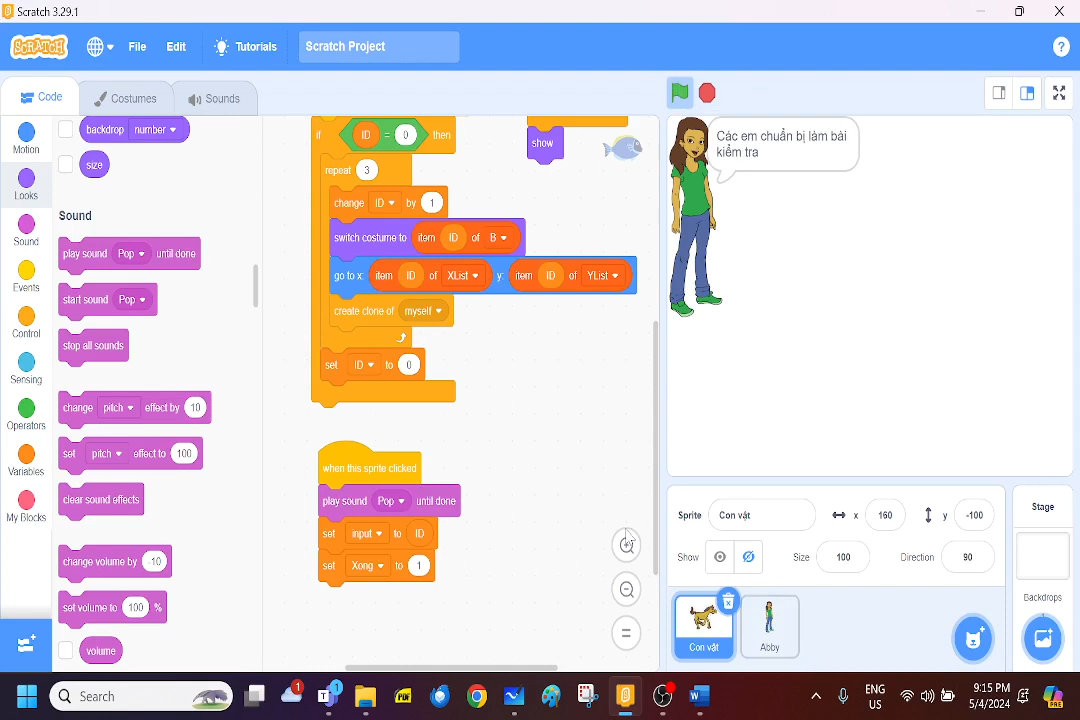 Scratch 3.29.1
SCRATCH
File
Edit
Tutorials
Scratch Project
?
Code
Costumes
Sounds
Motion
Looks
Sound
Events
Control
Sensing
Operators
Variables
My Blocks
backdrop number
size
Sound
play sound Pop until done
start sound Pop
stop all sounds
change pitch effect by 10
set pitch effect to 100
clear sound effects
change volume by -10
set volume to 100 %
volume
if ID = 0 then
repeat 3
change ID by 1
switch costume to item ID of B
go to x: item ID of XList y: item ID of YList
create clone of myself
set ID to 0
show
when this sprite clicked
play sound Pop until done
set input to ID
set Xong to 1
Các em chuẩn bị làm bài
kiểm tra
Sprite Con vật x 160 y -100
Show Size 100 Direction 90
Con vật
Abby
Stage
Backdrops
Search
1
1
PDF
ENG
US
9:15 PM
5/4/2024
PRE